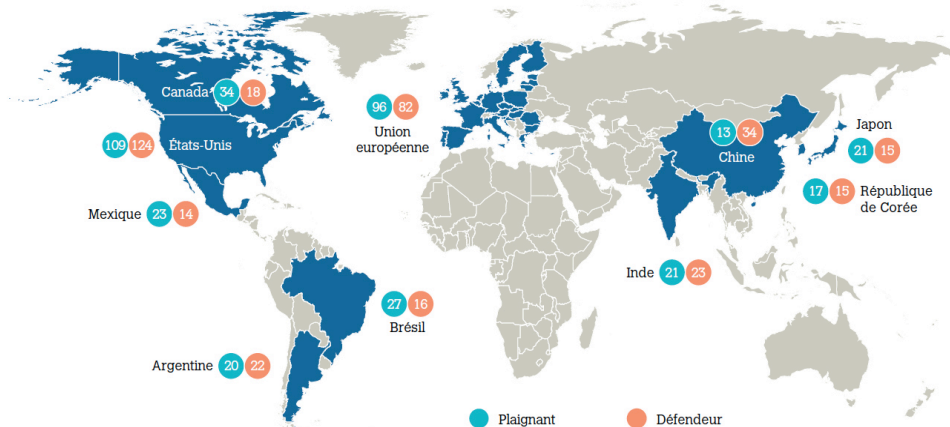 Canada 34 18
109 124 États-Unis
Mexique 23 14
96 82
Union
européenne
13 34
Chine
Japon
21 15
17 15 République
de Corée
Inde 21 23
27 16
Brésil
Argentine 20 22
Plaignant Défendeur